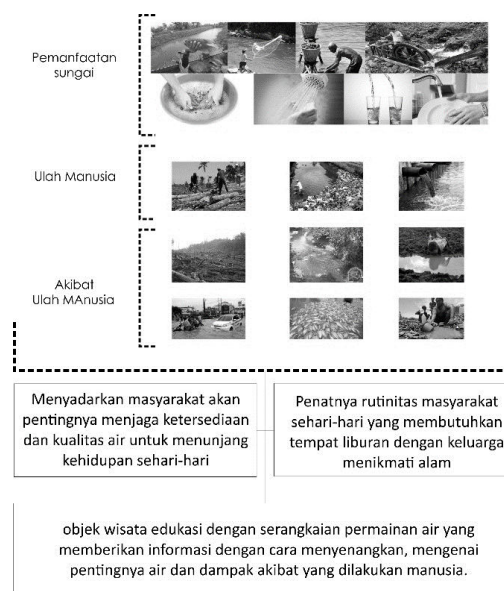 Pemanfaatan
sungai
Ulah Manusia
Akibat
Ulah MAnusia
Menyadarkan masyarakat akan
pentingnya menjaga ketersediaan
dan kualitas air untuk menunjang
kehidupan sehari-hari
Penatnya rutinitas masyarakat
sehari-hari yang membutuhkan
tempat liburan dengan keluarga
menikmati alam
objek wisata edukasi dengan serangkaian permainan air yang
memberikan informasi dengan cara menyenangkan, mengenai
pentingnya air dan dampak akibat yang dilakukan manusia.